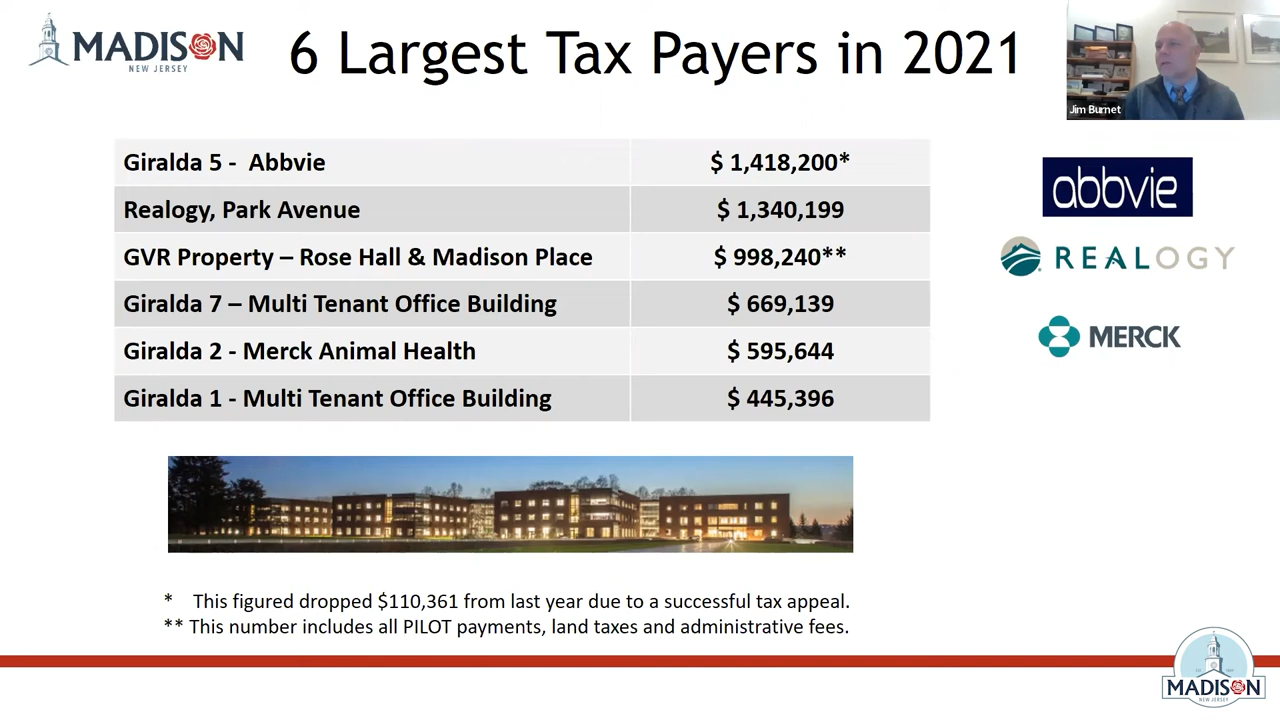 MADISON
NEW JERSEY
6 Largest Tax Payers in 2021
Jim Burnet
Giralda 5 - Abbvie $ 1,418,200*
Realogy, Park Avenue $ 1,340,199
GVR Property – Rose Hall & Madison Place $ 998,240**
Giralda 7 – Multi Tenant Office Building $ 669,139
Giralda 2 - Merck Animal Health $ 595,644
Giralda 1 - Multi Tenant Office Building $ 445,396
abbvie
REALOGY
MERCK
* This figured dropped $110,361 from last year due to a successful tax appeal.
** This number includes all PILOT payments, land taxes and administrative fees.
MADISON
NEW JERSEY